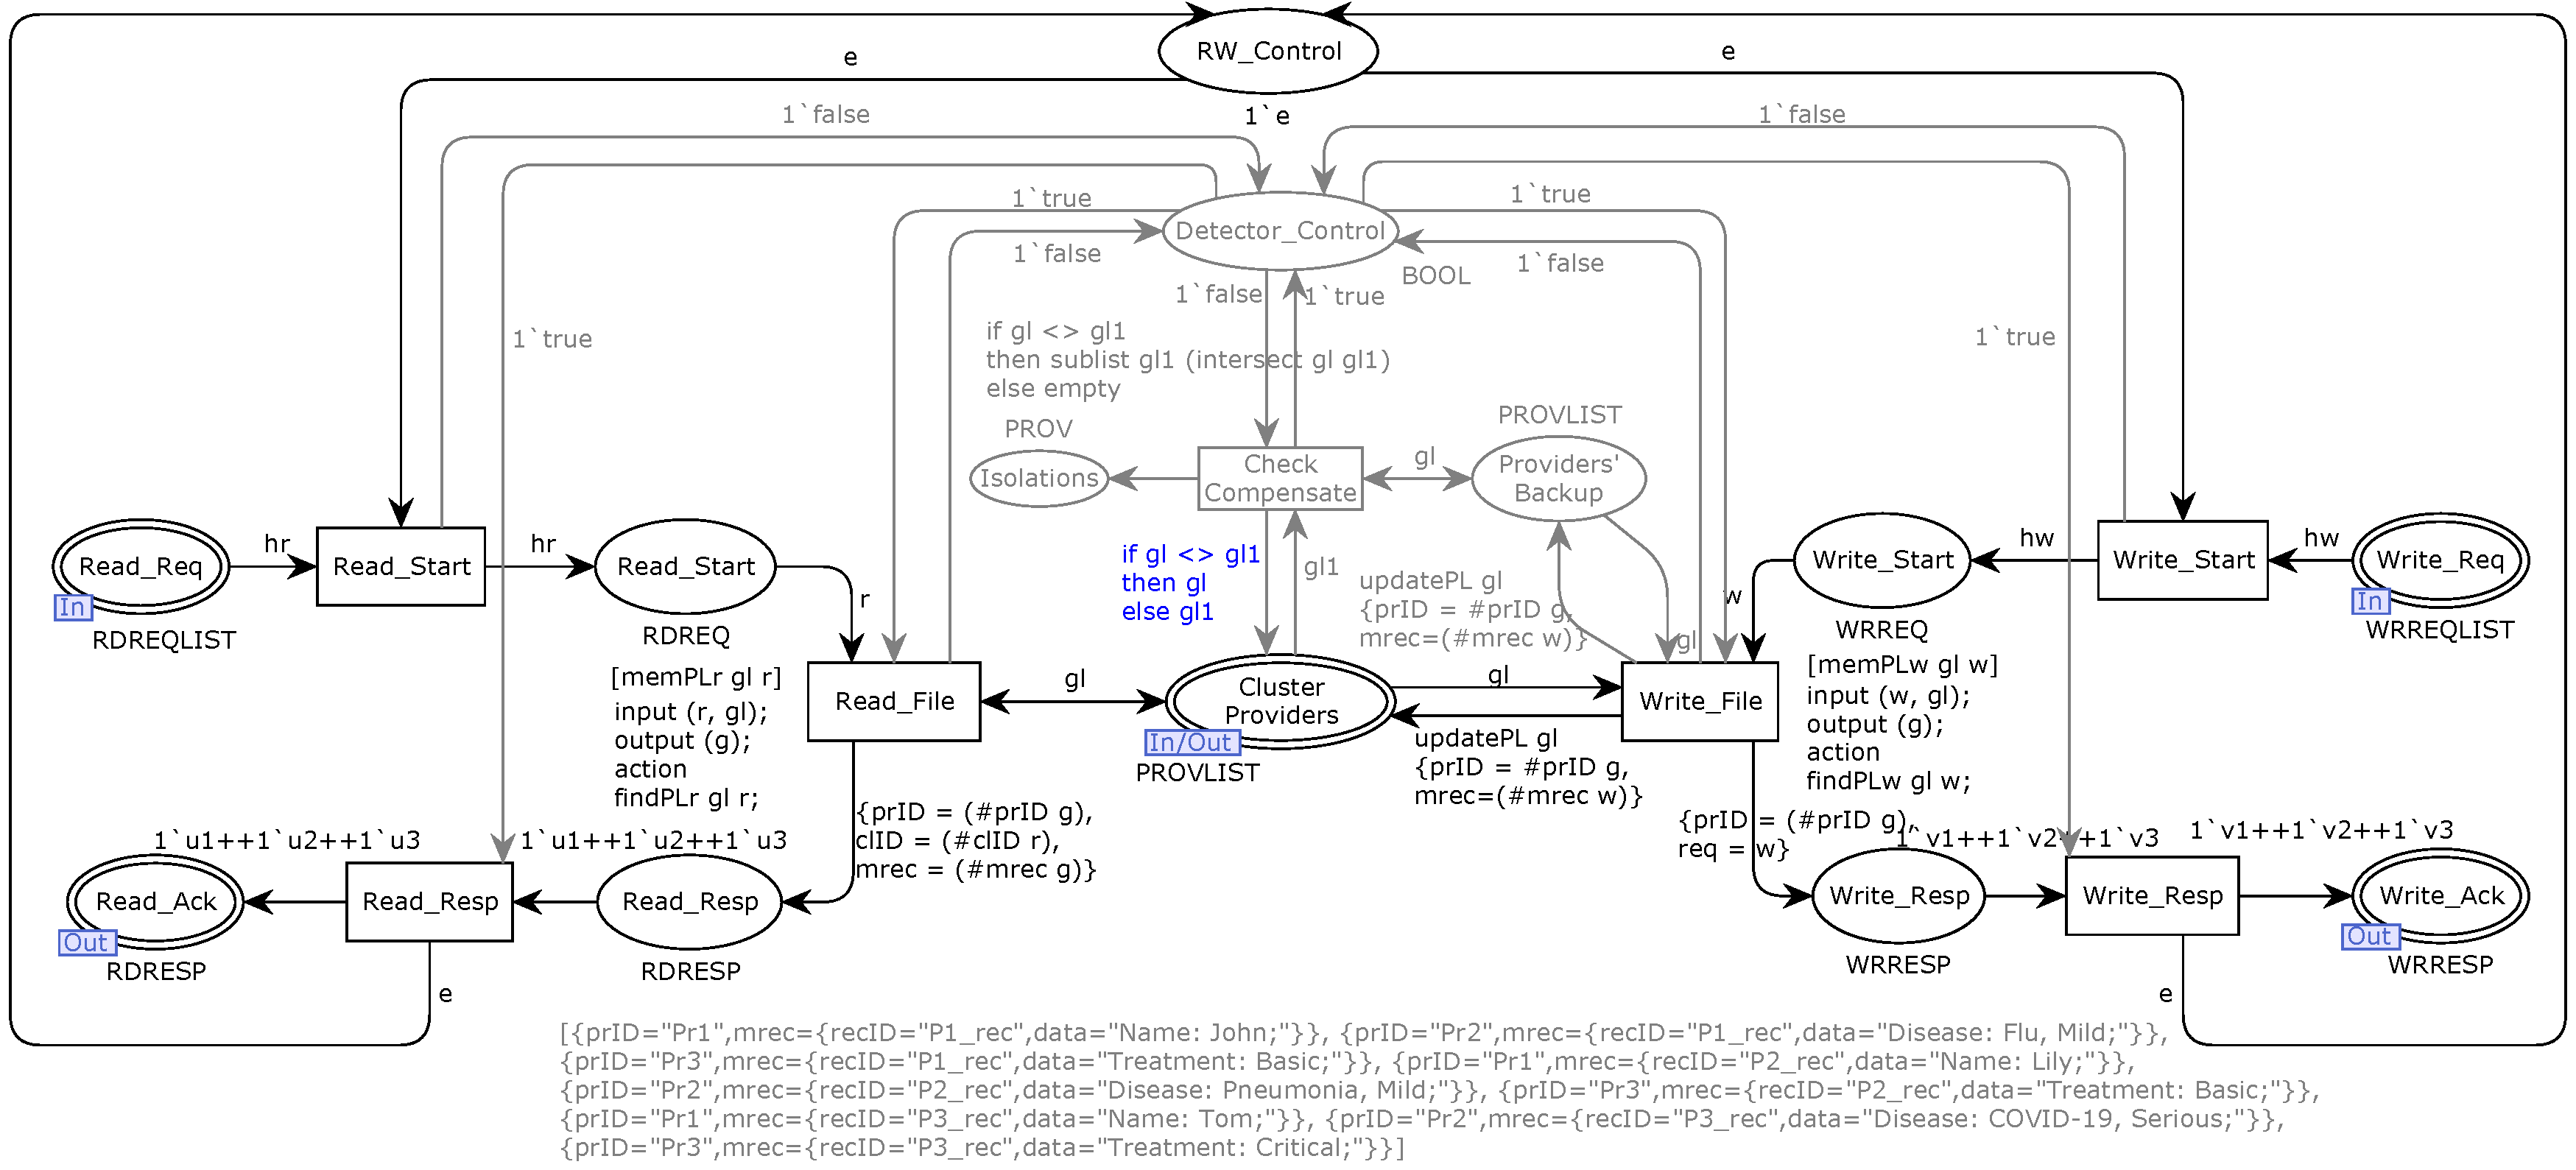 RW_Control
e
e
1`false
1`e
1`false
1`true
1`true
Detector_Control
1`false
1`false
BOOL
1`false
1`true
1`true
1`true
if gl <> gl1
then sublist gl1 (intersect gl gl1)
else empty
PROV
PROVLIST
Isolations
Check
Compensate
gl
Providers'
Backup
Read_Req
In
RDREQLIST
hr
Read_Start
hr
Read_Start
RDREQ
r
if gl <> gl1
then gl
else gl1
gl1
updatePL gl
{prID = #prID g,
mrec=(#mrec w)}
gl
w
Write_Start
WRREQ
hw
Write_Start
hw
Write_Req
In
WRREQLIST
[memPLr gl r]
input (r, gl);
output (g);
action
findPLr gl r;
Read_File
gl
Cluster
Providers
In/Out
PROVLIST
gl
updatePL gl
{prID = #prID g,
mrec=(#mrec w)}
Write_File
[memPLw gl w]
input (w, gl);
output (g);
action
findPLw gl w;
{prID = (#prID g),
clID = (#clID r),
mrec = (#mrec g)}
{prID = (#prID g),
req = w}
1`u1++1`u2++1`u3
1`u1++1`u2++1`u3
1`v1++1`v2++1`v3
1`v1++1`v2++1`v3
Read_Ack
Out
RDRESP
Read_Resp
Read_Resp
RDRESP
Write_Resp
WRRESP
Write_Resp
Write_Ack
Out
WRRESP
e
e
[{prID="Pr1",mrec={recID="P1_rec",data="Name: John;"}}, {prID="Pr2",mrec={recID="P1_rec",data="Disease: Flu, Mild;"}},
{prID="Pr3",mrec={recID="P1_rec",data="Treatment: Basic;"}}, {prID="Pr1",mrec={recID="P2_rec",data="Name: Lily;"}},
{prID="Pr2",mrec={recID="P2_rec",data="Disease: Pneumonia, Mild;"}}, {prID="Pr3",mrec={recID="P2_rec",data="Treatment: Basic;"}},
{prID="Pr1",mrec={recID="P3_rec",data="Name: Tom;"}}, {prID="Pr2",mrec={recID="P3_rec",data="Disease: COVID-19, Serious;"}},
{prID="Pr3",mrec={recID="P3_rec",data="Treatment: Critical;"}}]